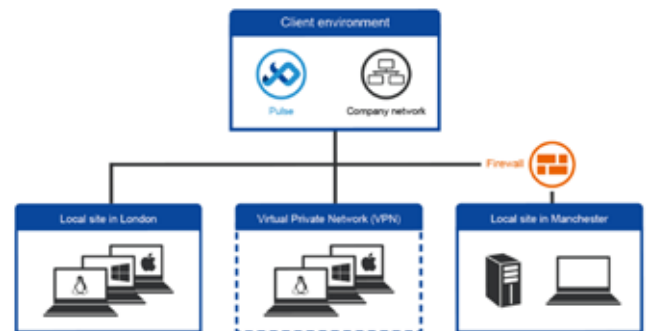 Client environment
Pulse
Company network
Firewall
Local site in London
Virtual Private Network (VPN)
Local site in Manchester